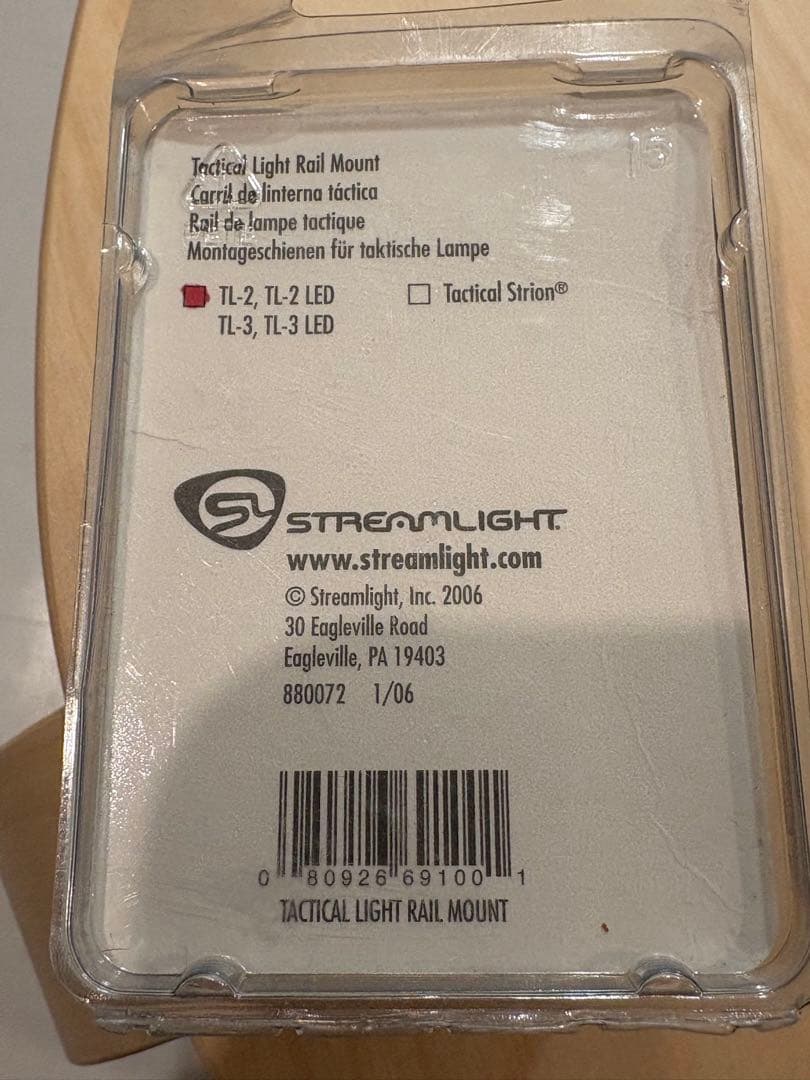 Tactical Light Rail Mount
Carril de linterna táctica
Rail de lampe tactique
Montageschienen für taktische Lampe
TL-2, TL-2 LED
TL-3, TL-3 LED
Tactical Strion®
SL STREAMLIGHT
www.streamlight.com
© Streamlight, Inc. 2006
30 Eagleville Road
Eagleville, PA 19403
880072 1/06
0 80926 69100 1
TACTICAL LIGHT RAIL MOUNT